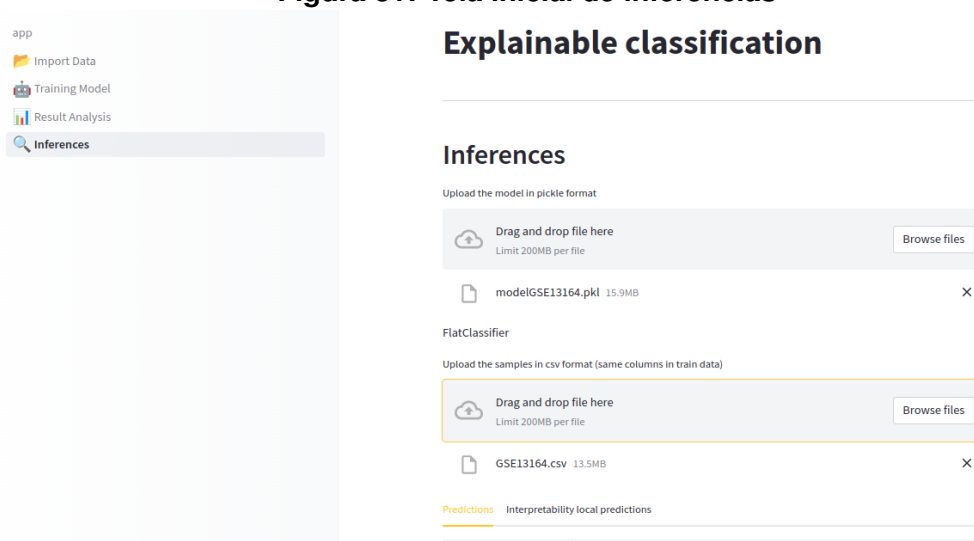 app
Import Data
Training Model
Result Analysis
Inferences
Explainable classification
Inferences
Upload the model in pickle format
Drag and drop file here
Limit 200MB per file
Browse files
modelGSE13164.pkl 15.9MB
FlatClassifier
Upload the samples in csv format (same columns in train data)
Drag and drop file here
Limit 200MB per file
Browse files
GSE13164.csv 13.5MB
Predictions Interpretability local predictions